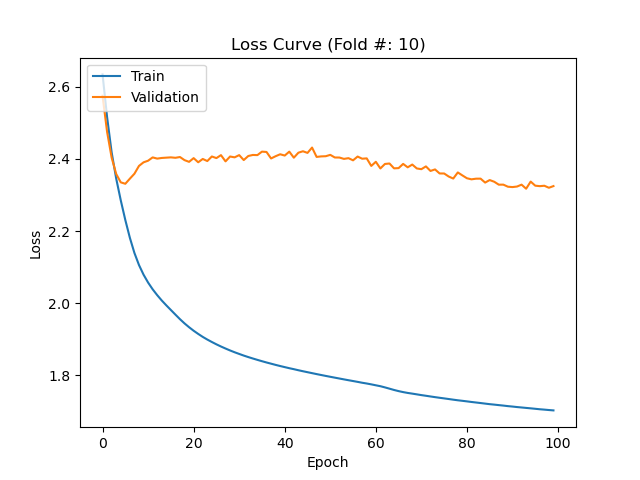 Loss Curve (Fold #: 10)
Train
Validation
2.6
2.4
2.2
2.0
1.8
Loss
0 20 40 60 80 100
Epoch